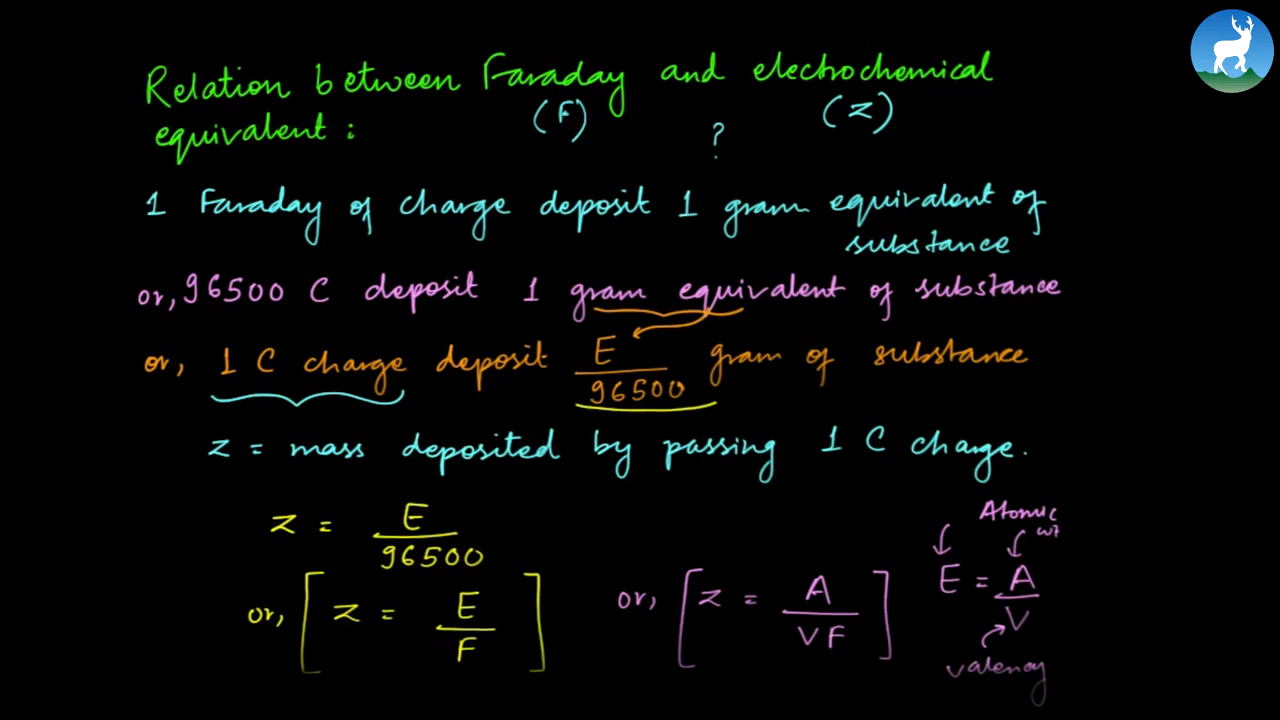 Relation between Faraday and electrochemical
equivalent : (F) ? (Z)
1 Faraday of charge deposit 1 gram equivalent of
substance
or, 96500 C deposit 1 gram equivalent of substance
or, 1 C charge deposit E/96500 gram of substance
Z = mass deposited by passing 1 C charge.
Z = E/96500
or, [ Z = E/F ]
or, [ Z = A/VF ]
Atomic
wt
E = A/V
valency